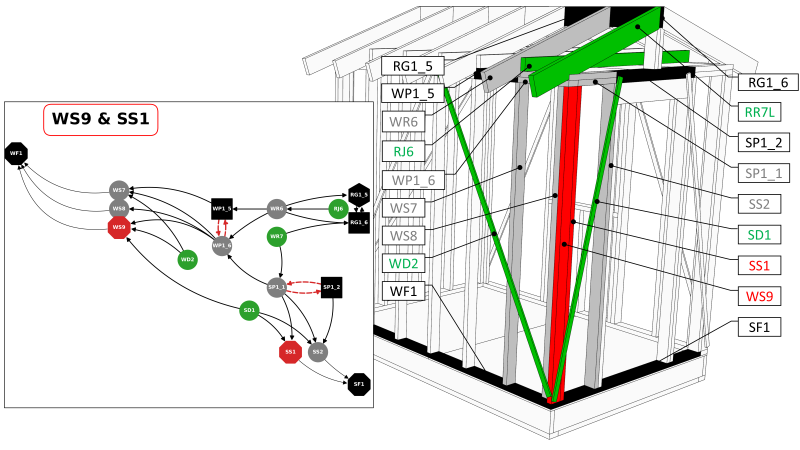 WS9 & SS1
WF1
WS7
WS8
WS9
WP1_5
WR6
RJ6
RG1_5
RG1_6
WR7
WP1_6
WD2
SP1_1
SP1_2
SD1
SS1
SS2
SF1
RG1_5
WP1_5
WR6
RJ6
WP1_6
WS7
WS8
WD2
WF1
RG1_6
RR7L
SP1_2
SP1_1
SS2
SD1
SS1
WS9
SF1